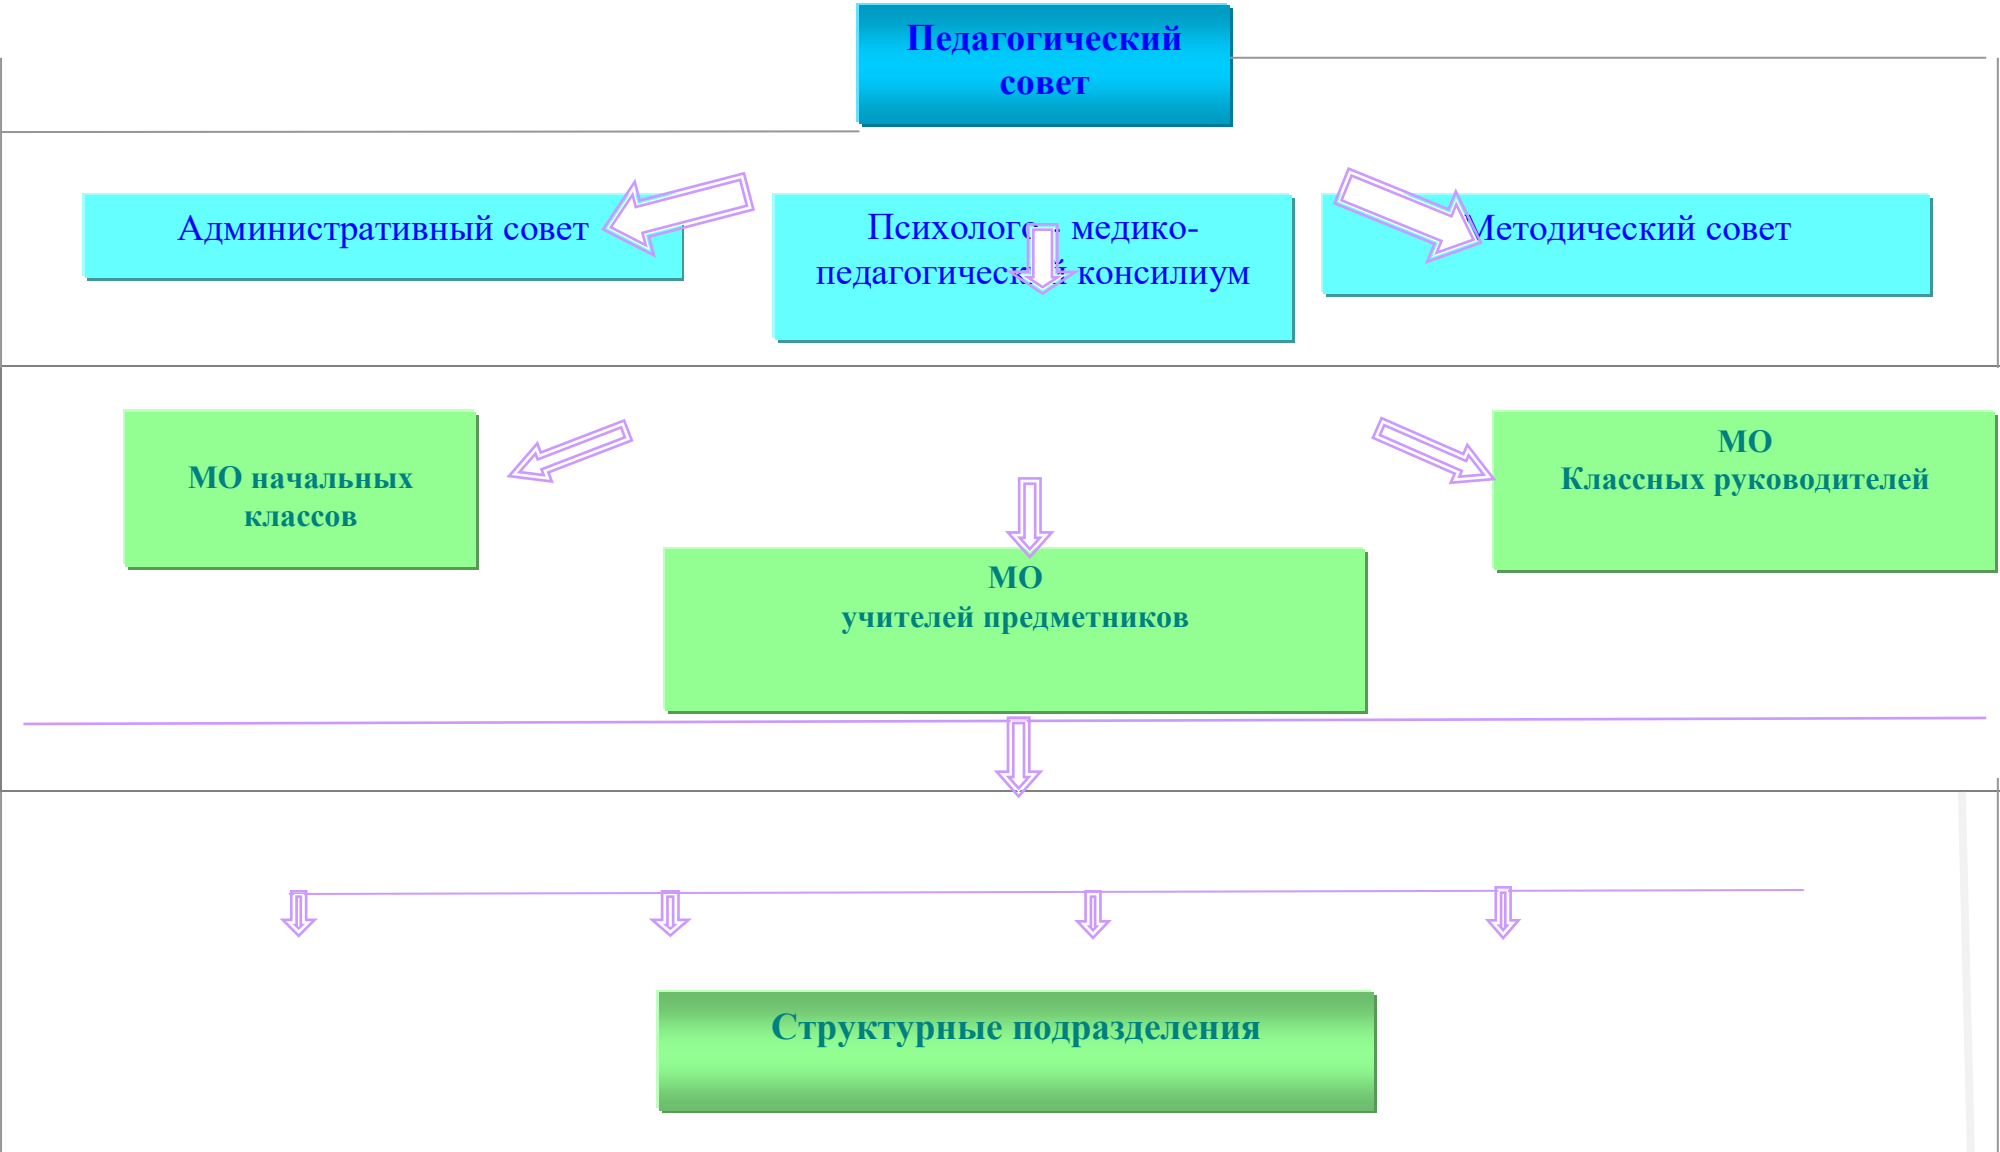 Педагогический
совет
Административный совет
Психолого - медико-
педагогический консилиум
Методический совет
МО начальных
классов
МО
Классных руководителей
МО
учителей предметников
Структурные подразделения